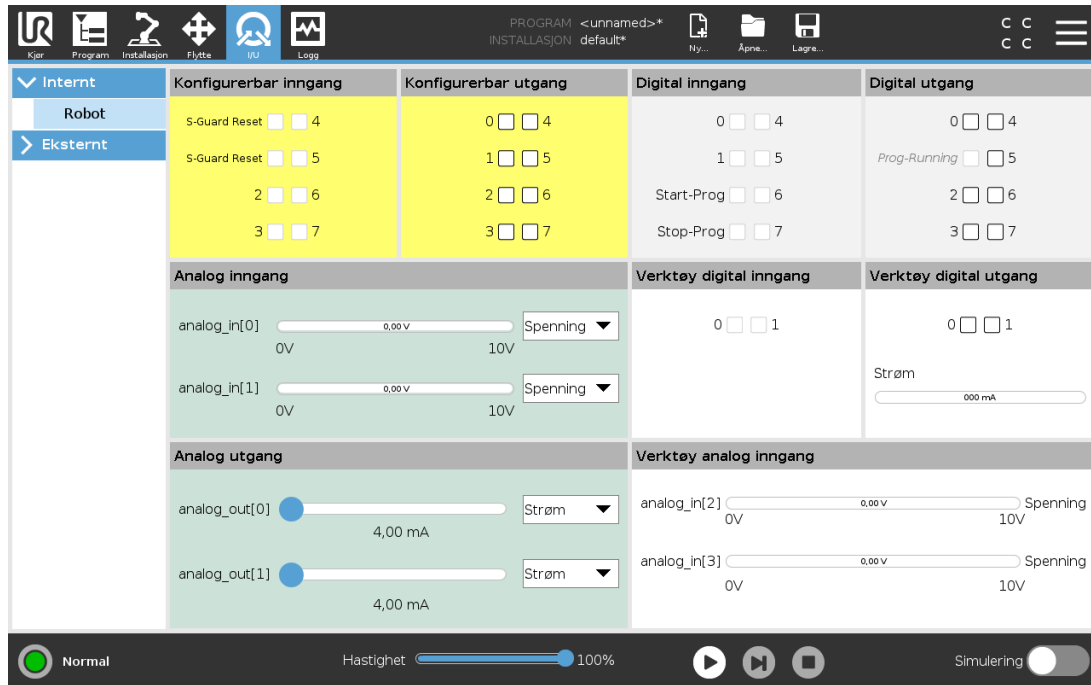 PROGRAM <unnamed>*
INSTALLASJON default*
Kjør Program Installasjon Flytte I/U Logg Ny... Åpne... Lagre...
C C
C C
Internt
Robot
Eksternt
Konfigurerbar inngang
S-Guard Reset 4
S-Guard Reset 5
2 6
3 7
Konfigurerbar utgang
0 4
1 5
2 6
3 7
Digital inngang
0 4
1 5
Start-Prog 6
Stop-Prog 7
Digital utgang
0 4
Prog-Running 5
2 6
3 7
Analog inngang
analog_in[0] 0,00 V Spenning
0V 10V
analog_in[1] 0,00 V Spenning
0V 10V
Verktøy digital inngang
0 1
Verktøy digital utgang
0 1
Strøm
000 mA
Analog utgang
analog_out[0] Strøm
4,00 mA
analog_out[1] Strøm
4,00 mA
Verktøy analog inngang
analog_in[2] 0,00 V Spenning
0V 10V
analog_in[3] 0,00 V Spenning
0V 10V
Normal Hastighet 100% Simulering